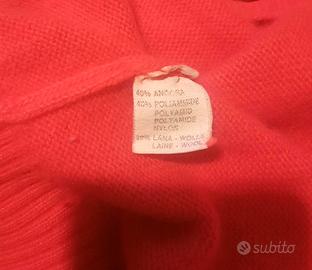 40% ANGORA
40% POLIAMMIDE
POLYAMID
POLYAMIDE
NYLON
20% LANA - WOLLE
LAINE - WOOL
subito